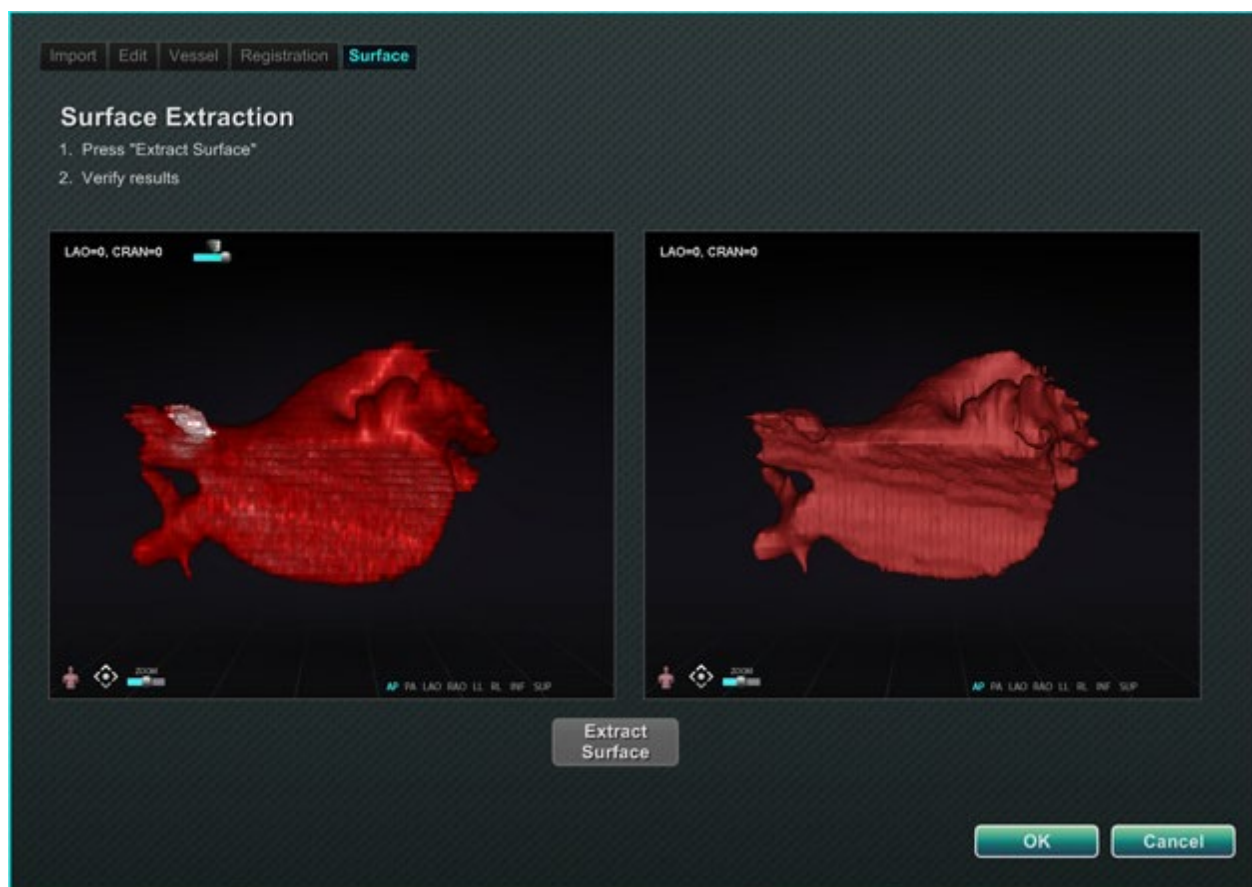 Import Edit Vessel Registration Surface
Surface Extraction
1. Press "Extract Surface"
2. Verify results
LAO=0, CRAN=0
ZOOM
AP PA LAO RAO LL RL INF SUP
LAO=0, CRAN=0
ZOOM
AP PA LAO RAO LL RL INF SUP
Extract
Surface
OK Cancel